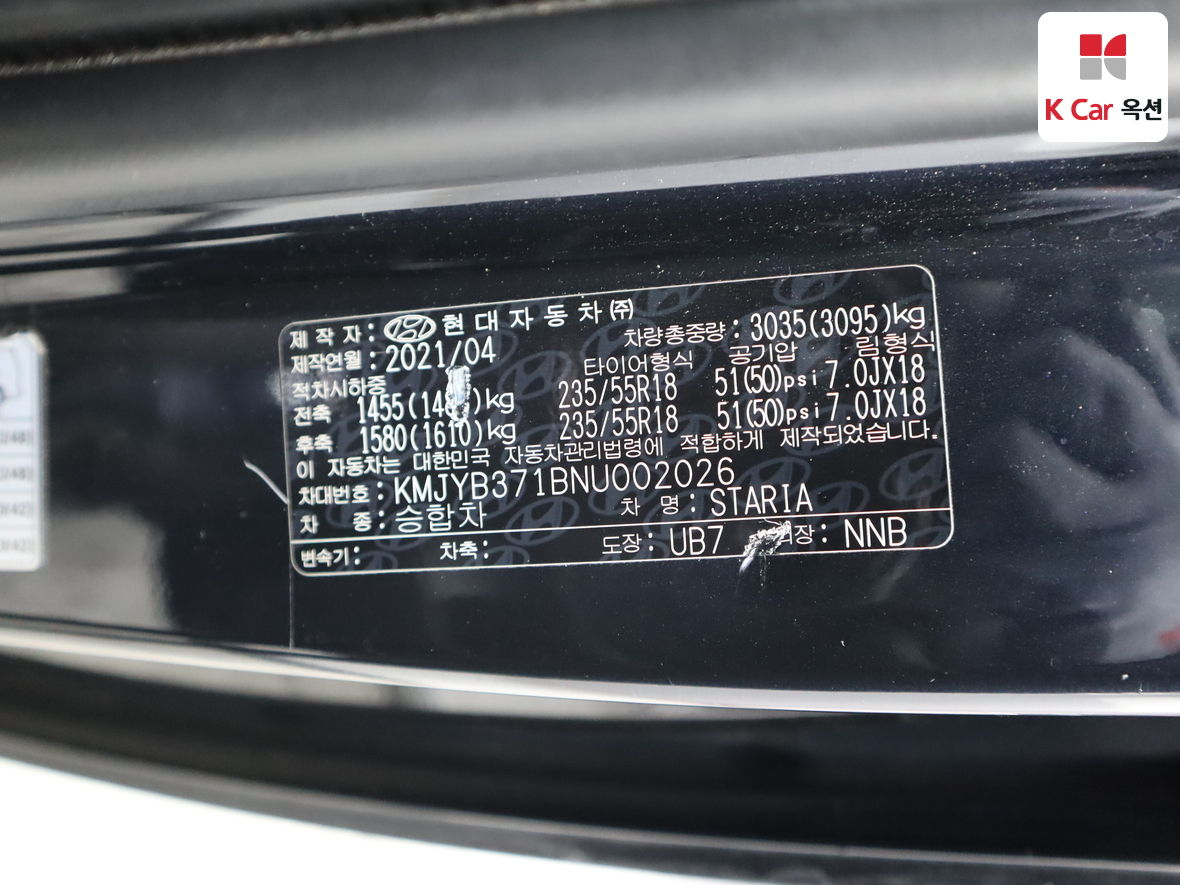 K Car 옥션
제 작 자 : 현 대 자 동 차 ㈜
제작연월 : 2021/04 차량총중량 : 3035(3095)kg
적차시하중 타이어형식 공기압 림형식
전축 kg 235/55R18 51(50)psi 7.0JX18
후축 1580(1610)kg 235/55R18 51(50)psi 7.0JX18
이 자동차는 대한민국 자동차관리법령에 적합하게 제작되었습니다.
차대번호 : KMJYB371BNU002026
차 종 : 승합차 차 명 : STARIA
변속기 : 차축 : 도장 : UB7 : NNB